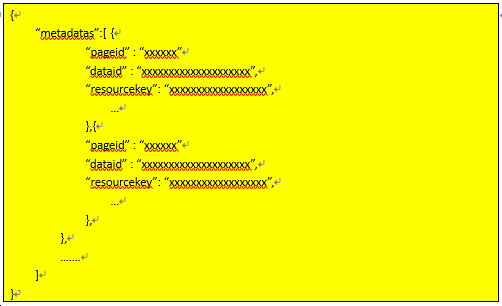 {
“metadatas”:[ {
“pageid” : “xxxxxx”
“dataid” : “xxxxxxxxxxxxxxxxxxxx”,
“resourcekey”: “xxxxxxxxxxxxxxxxxx”,
...
},{
“pageid” : “xxxxxx”
“dataid” : “xxxxxxxxxxxxxxxxxxxx”,
“resourcekey”: “xxxxxxxxxxxxxxxxxx”,
...
},
},
.......
]
}